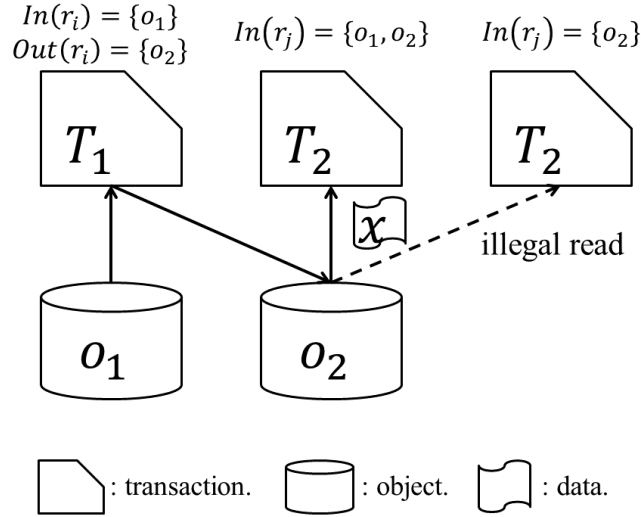 In(r_i) = {o_1}
Out(r_i) = {o_2}
In(r_j) = {o_1, o_2}
In(r_j) = {o_2}
T_1
T_2
T_2
x
illegal read
o_1
o_2
: transaction.
: object.
: data.